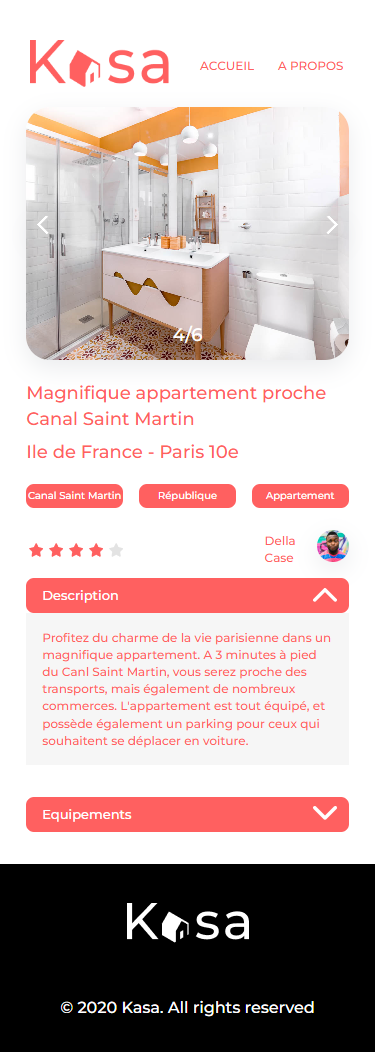 Kasa
ACCUEIL
A PROPOS
4/6
Magnifique appartement proche
Canal Saint Martin
Ile de France - Paris 10e
Canal Saint Martin
République
Appartement
Della
Case
Description
Profitez du charme de la vie parisienne dans un
magnifique appartement. A 3 minutes à pied
du Canl Saint Martin, vous serez proche des
transports, mais également de nombreux
commerces. L'appartement est tout équipé, et
possède également un parking pour ceux qui
souhaitent se déplacer en voiture.
Equipements
Kasa
© 2020 Kasa. All rights reserved